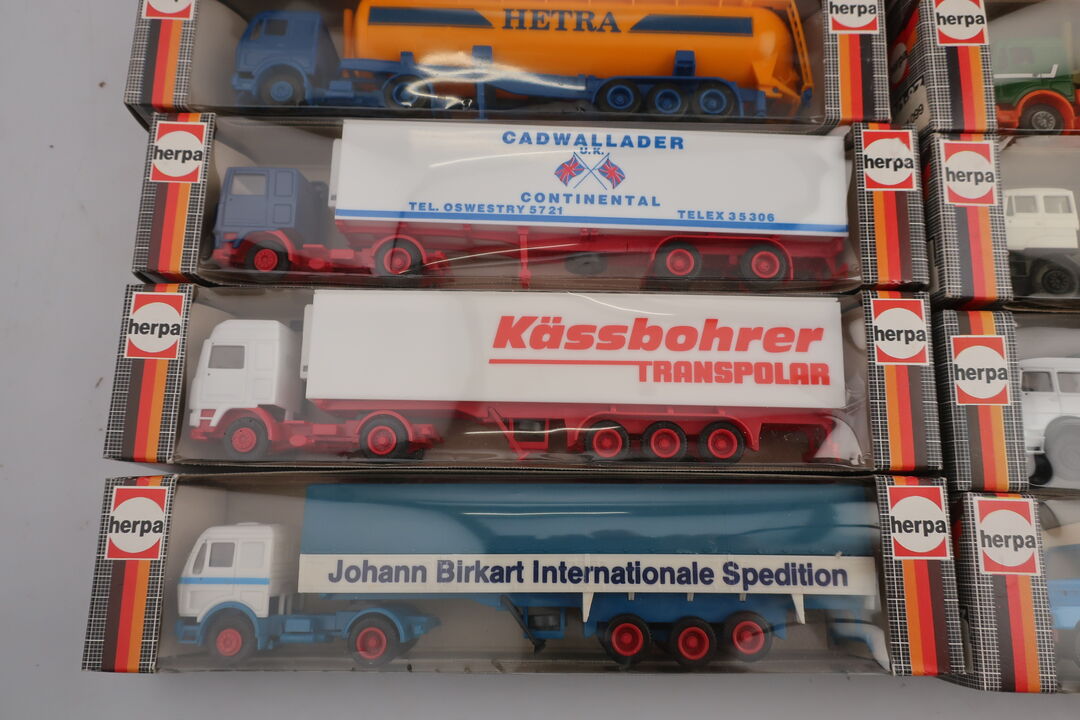 HETRA
herpa
herpa
herpa
CADWALLADER
U.K.
CONTINENTAL
TEL. OSWESTRY 5721
TELEX 35306
herpa
herpa
herpa
herpa
Kässbohrer
TRANSPOLAR
herpa
herpa
herpa
Johann Birkart Internationale Spedition
herpa
herpa